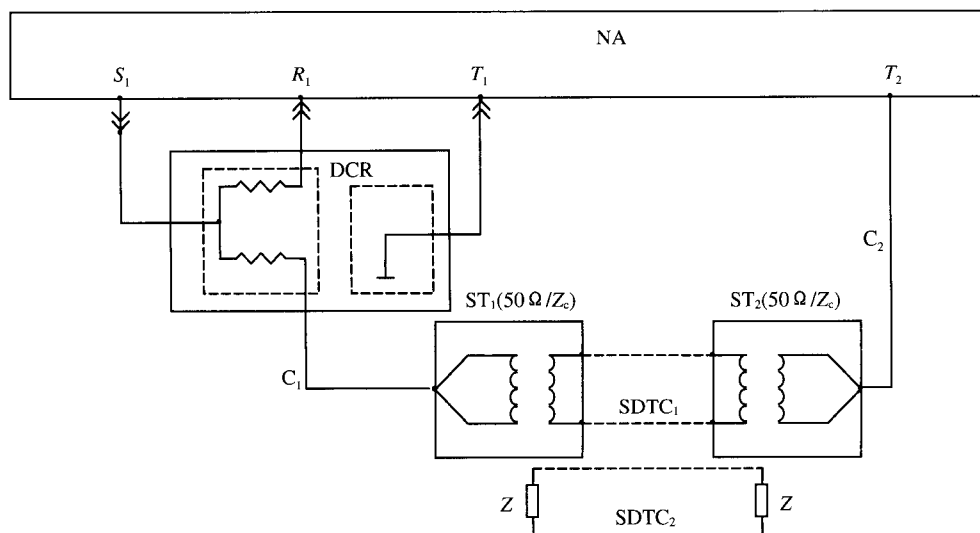 NA
S₁ R₁ T₁ T₂
DCR
C₂
ST₁(50 Ω/Zc) ST₂(50 Ω/Zc)
C₁
SDTC₁
Z Z
SDTC₂